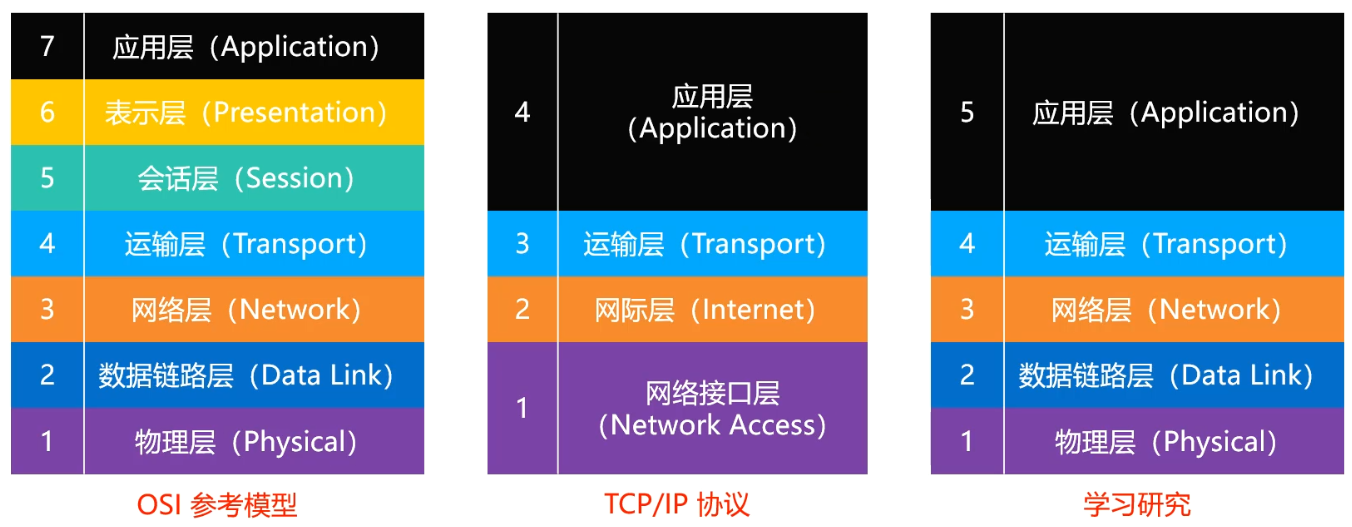 7 应用层（Application）
6 表示层（Presentation）
5 会话层（Session）
4 运输层（Transport）
3 网络层（Network）
2 数据链路层（Data Link）
1 物理层（Physical）
OSI 参考模型
4 应用层
（Application）
3 运输层（Transport）
2 网际层（Internet）
1 网络接口层
（Network Access）
TCP/IP 协议
5 应用层（Application）
4 运输层（Transport）
3 网络层（Network）
2 数据链路层（Data Link）
1 物理层（Physical）
学习研究